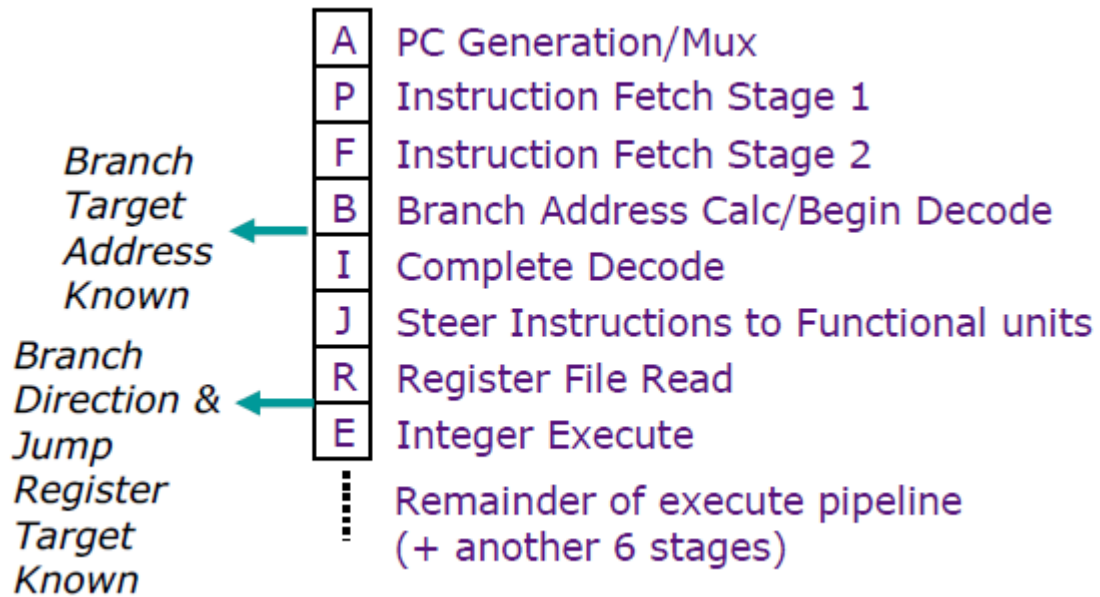 A PC Generation/Mux
P Instruction Fetch Stage 1
F Instruction Fetch Stage 2
Branch
Target
Address
Known
B Branch Address Calc/Begin Decode
I Complete Decode
J Steer Instructions to Functional units
Branch
Direction &
Jump
Register
Target
Known
R Register File Read
E Integer Execute
Remainder of execute pipeline
(+ another 6 stages)